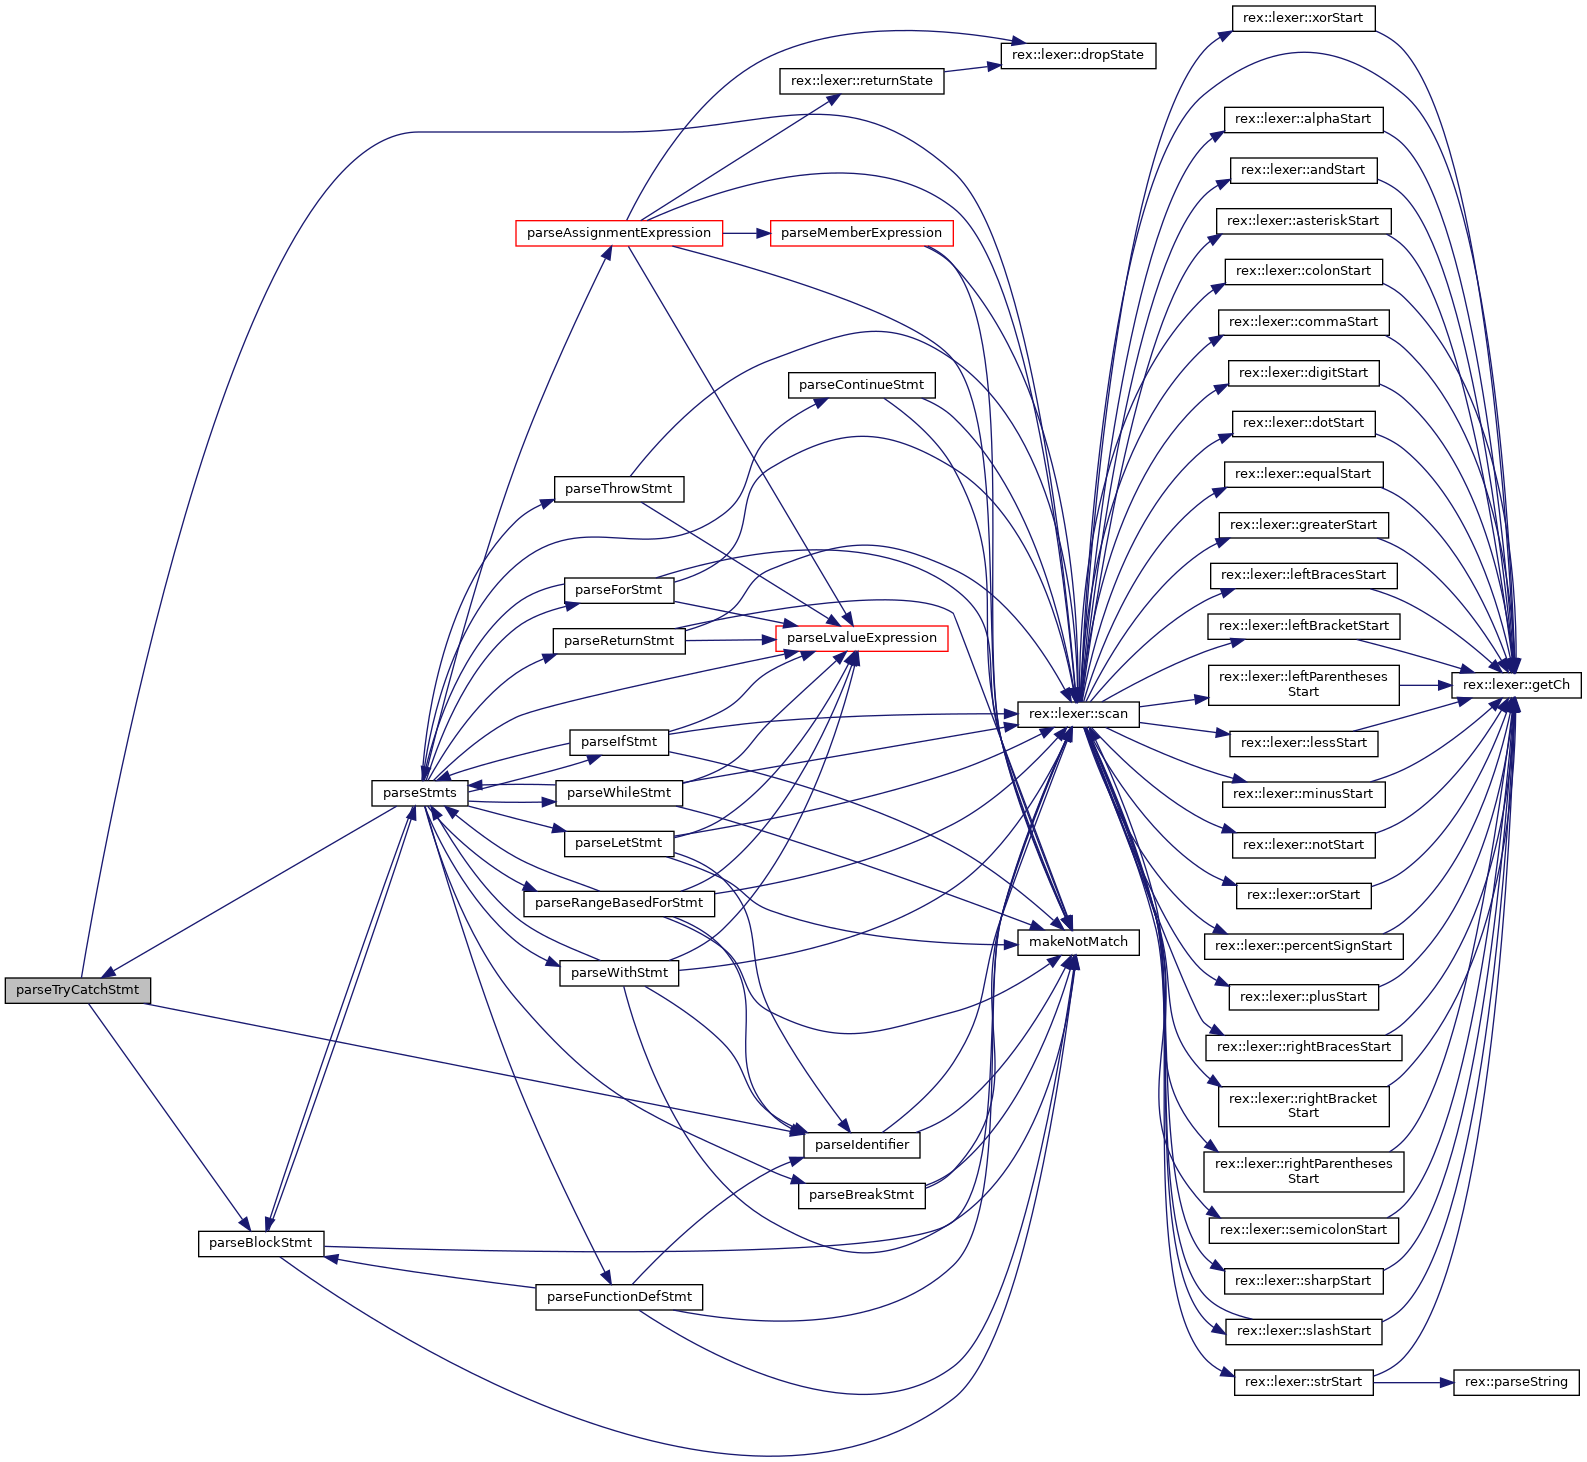 rex::lexer::xorStart
rex::lexer::dropState
rex::lexer::returnState
rex::lexer::alphaStart
rex::lexer::andStart
rex::lexer::asteriskStart
parseAssignmentExpression
parseMemberExpression
rex::lexer::colonStart
rex::lexer::commaStart
rex::lexer::digitStart
parseContinueStmt
rex::lexer::dotStart
rex::lexer::equalStart
parseThrowStmt
rex::lexer::greaterStart
rex::lexer::leftBracesStart
parseForStmt
rex::lexer::leftBracketStart
parseReturnStmt
parseLvalueExpression
rex::lexer::leftParentheses
Start
rex::lexer::getCh
rex::lexer::scan
parseIfStmt
rex::lexer::lessStart
parseStmts
parseWhileStmt
rex::lexer::minusStart
parseLetStmt
rex::lexer::notStart
rex::lexer::orStart
parseRangeBasedForStmt
makeNotMatch
rex::lexer::percentSignStart
parseWithStmt
parseTryCatchStmt
rex::lexer::plusStart
rex::lexer::rightBracesStart
rex::lexer::rightBracket
Start
parseIdentifier
rex::lexer::rightParentheses
Start
parseBreakStmt
rex::lexer::semicolonStart
parseBlockStmt
rex::lexer::sharpStart
parseFunctionDefStmt
rex::lexer::slashStart
rex::lexer::strStart
rex::parseString